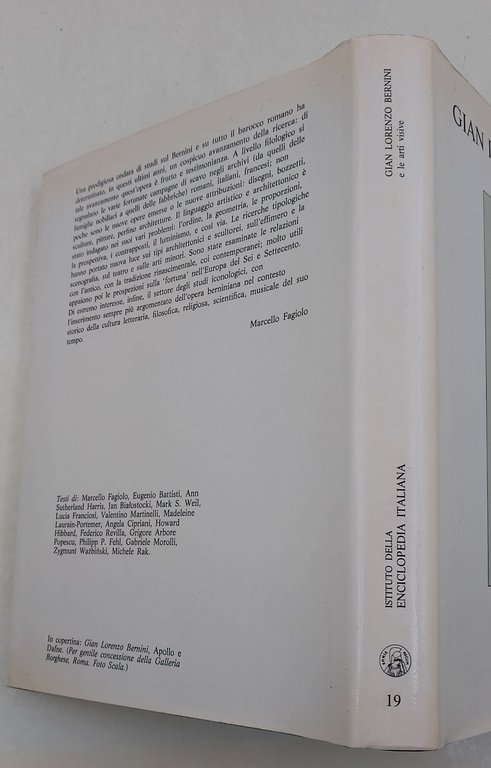 Una prodigiosa ondata di studi sul Bernini e su tutto il barocco romano ha
determinato, in questi ultimi anni, un cospicuo avanzamento della ricerca: di
tale avanzamento quest'opera è frutto e testimonianza. A livello filologico si
segnalano le varie fortunate campagne di scavo negli archivi (da quelli delle
famiglie nobiliari a quelli delle fabbriche) romani, italiani, francesi; non
poche sono le nuove opere emerse o le nuove attribuzioni: disegni, bozzetti,
sculture, pitture, perfino architetture. Il linguaggio artistico e architettonico è
stato indagato nei suoi vari problemi: l'ordine, la geometria, le proporzioni,
la prospettiva, i contrapposti, il luminismo, e così via. Le ricerche tipologiche
hanno portato nuova luce sui tipi architettonici e scultorei, sull'effimero e la
scenografia, sul teatro e sulle arti minori. Sono state esaminate le relazioni
con l'antico, con la tradizione rinascimentale, coi contemporanei; molto utili
appaiono poi le prospezioni sulla 'fortuna' nell'Europa del Sei e Settecento.
Di estremo interesse, infine, il settore degli studi iconologici, con
l'inserimento sempre più argomentato dell'opera berniniana nel contesto
storico della cultura letteraria, filosofica, religiosa, scientifica, musicale del suo
tempo.
Marcello Fagiolo
Testi di: Marcello Fagiolo, Eugenio Battisti, Ann
Sutherland Harris, Jan Białostocki, Mark S. Weil,
Lucia Franciosi, Valentino Martinelli, Madeleine
Laurain-Portemer, Angela Cipriani, Howard
Hibbard, Federico Revilla, Grigore Arbore
Popescu, Philipp P. Fehl, Gabriele Morolli,
Zygmunt Waźbiński, Michele Rak.
In copertina: Gian Lorenzo Bernini, Apollo e
Dafne. (Per gentile concessione della Galleria
Borghese, Roma. Foto Scala.)
GIAN LORENZO BERNINI
e le arti visive
ISTITUTO DELLA
ENCICLOPEDIA ITALIANA
19
GIAN